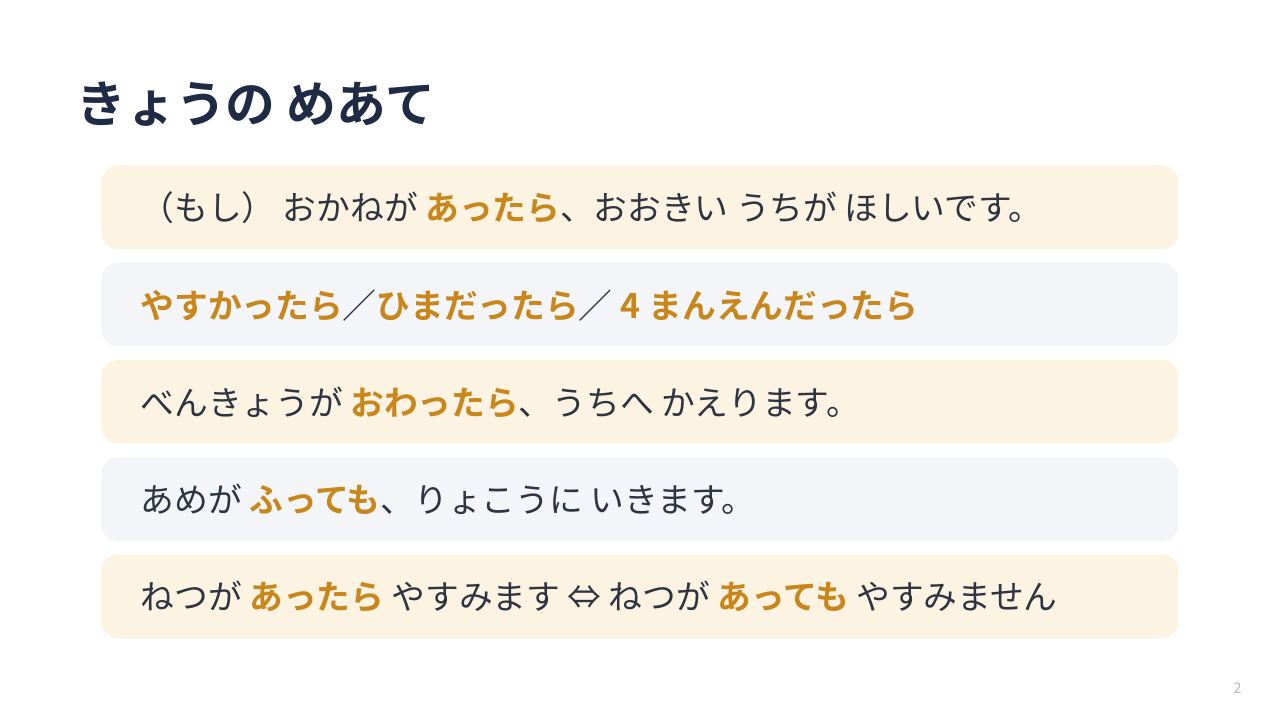 きょうの めあて
（もし） おかねが あったら、おおきい うちが ほしいです。
やすかったら／ひまだったら／ 4 まんえんだったら
べんきょうが おわったら、うちへ かえります。
あめが ふっても、りょこうに いきます。
ねつが あったら やすみます ⇔ ねつが あっても やすみません
2